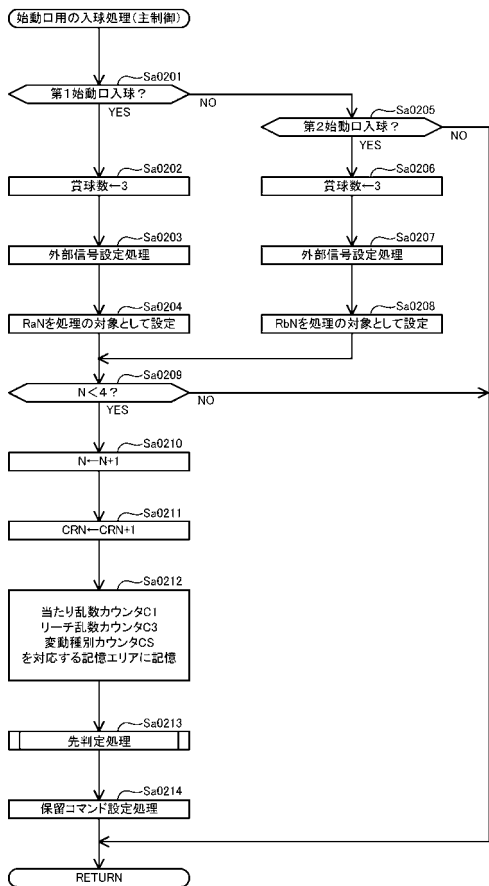 始動口用の入球処理(主制御)
Sa0201
第1始動口入球?
YES
NO
Sa0205
第2始動口入球?
YES
NO
Sa0202
賞球数←3
Sa0206
賞球数←3
Sa0203
外部信号設定処理
Sa0207
外部信号設定処理
Sa0204
RaNを処理の対象として設定
Sa0208
RbNを処理の対象として設定
Sa0209
N<4?
YES
NO
Sa0210
N←N+1
Sa0211
CRN←CRN+1
Sa0212
当たり乱数カウンタC1
リーチ乱数カウンタC3
変動種別カウンタCS
を対応する記憶エリアに記憶
Sa0213
先判定処理
Sa0214
保留コマンド設定処理
RETURN